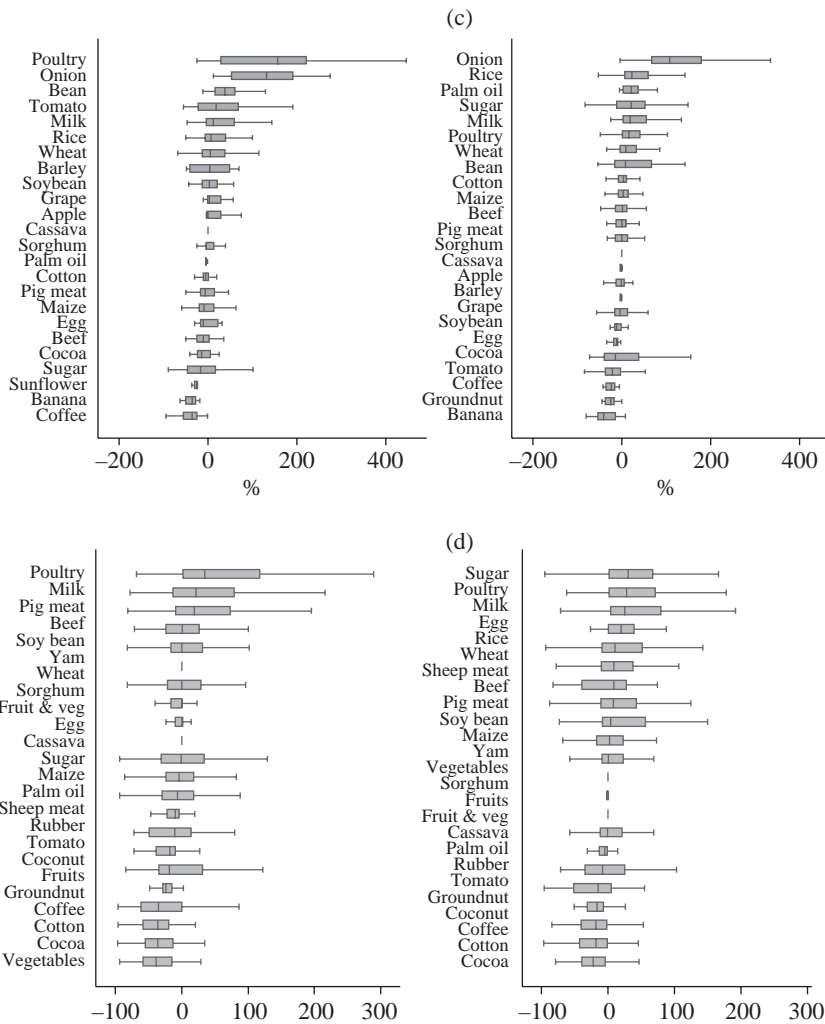 (c)
Poultry
Onion
Bean
Tomato
Milk
Rice
Wheat
Barley
Soybean
Grape
Apple
Cassava
Sorghum
Palm oil
Cotton
Pig meat
Maize
Egg
Beef
Cocoa
Sugar
Sunflower
Banana
Coffee
−200 0 200 400
%
Onion
Rice
Palm oil
Sugar
Milk
Poultry
Wheat
Bean
Cotton
Maize
Beef
Pig meat
Sorghum
Cassava
Apple
Barley
Grape
Soybean
Egg
Cocoa
Tomato
Coffee
Groundnut
Banana
−200 0 200 400
%
(d)
Poultry
Milk
Pig meat
Beef
Soy bean
Yam
Wheat
Sorghum
Fruit & veg
Egg
Cassava
Sugar
Maize
Palm oil
Sheep meat
Rubber
Tomato
Coconut
Fruits
Groundnut
Coffee
Cotton
Cocoa
Vegetables
−100 0 100 200 300
Sugar
Poultry
Milk
Egg
Rice
Wheat
Sheep meat
Beef
Pig meat
Soy bean
Maize
Yam
Vegetables
Sorghum
Fruits
Fruit & veg
Cassava
Palm oil
Rubber
Tomato
Groundnut
Coconut
Coffee
Cotton
Cocoa
−100 0 100 200 300